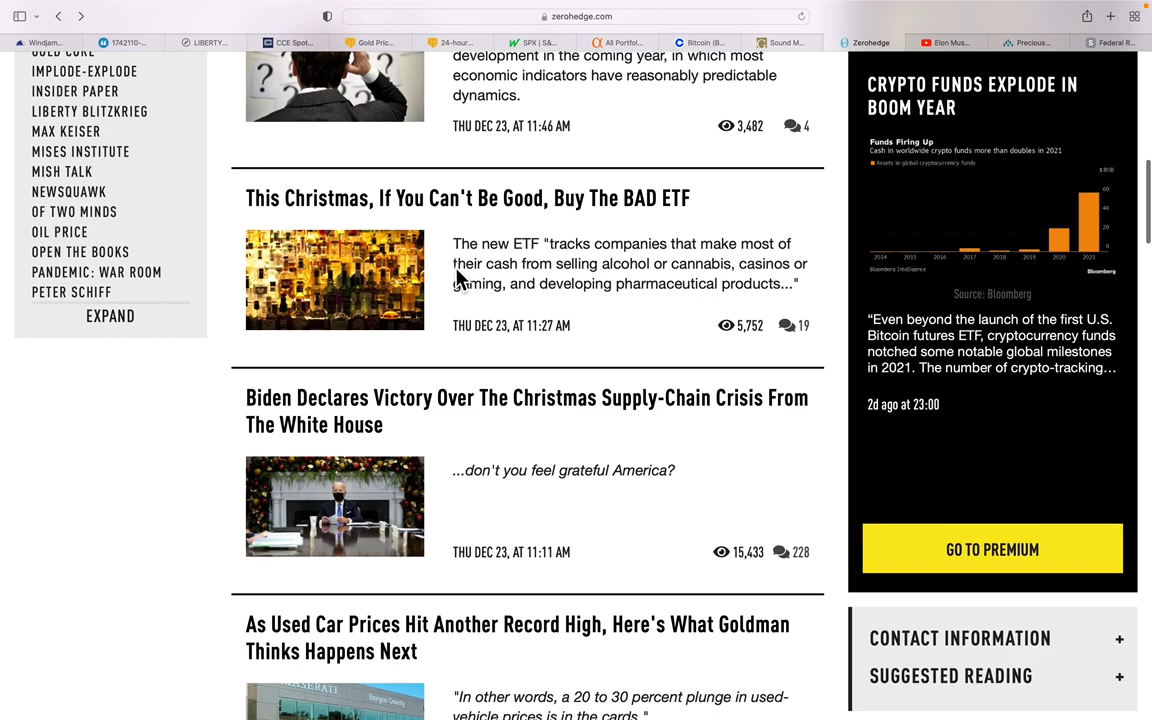 zerohedge.com
Windjam...
1742110-...
LIBERTY...
CCE Spot...
Gold Pric...
24-hour...
SPX | S&...
All Portfol...
Bitcoin (B...
Sound M...
Zerohedge
Elon Mus...
Precious...
Federal R...
GOLD CORE
IMPLODE-EXPLODE
INSIDER PAPER
LIBERTY BLITZKRIEG
MAX KEISER
MISES INSTITUTE
MISH TALK
NEWSQUAWK
OF TWO MINDS
OIL PRICE
OPEN THE BOOKS
PANDEMIC: WAR ROOM
PETER SCHIFF
EXPAND
development in the coming year, in which most
economic indicators have reasonably predictable
dynamics.
THU DEC 23, AT 11:46 AM
3,482
4
This Christmas, If You Can't Be Good, Buy The BAD ETF
The new ETF "tracks companies that make most of
their cash from selling alcohol or cannabis, casinos or
gaming, and developing pharmaceutical products..."
THU DEC 23, AT 11:27 AM
5,752
19
Biden Declares Victory Over The Christmas Supply-Chain Crisis From
The White House
...don't you feel grateful America?
THU DEC 23, AT 11:11 AM
15,433
228
As Used Car Prices Hit Another Record High, Here's What Goldman
Thinks Happens Next
MASERATI
Bergen County
"In other words, a 20 to 30 percent plunge in used-
vehicle prices is in the cards."
CRYPTO FUNDS EXPLODE IN
BOOM YEAR
Funds Firing Up
Cash in worldwide crypto funds more than doubles in 2021
Assets in global cryptocurrency funds
$80B
60
40
20
0
2014 2015 2016 2017 2018 2019 2020 2021
Bloomberg Intelligence
Bloomberg
Source: Bloomberg
“Even beyond the launch of the first U.S.
Bitcoin futures ETF, cryptocurrency funds
notched some notable global milestones
in 2021. The number of crypto-tracking…
2d ago at 23:00
GO TO PREMIUM
CONTACT INFORMATION +
SUGGESTED READING +